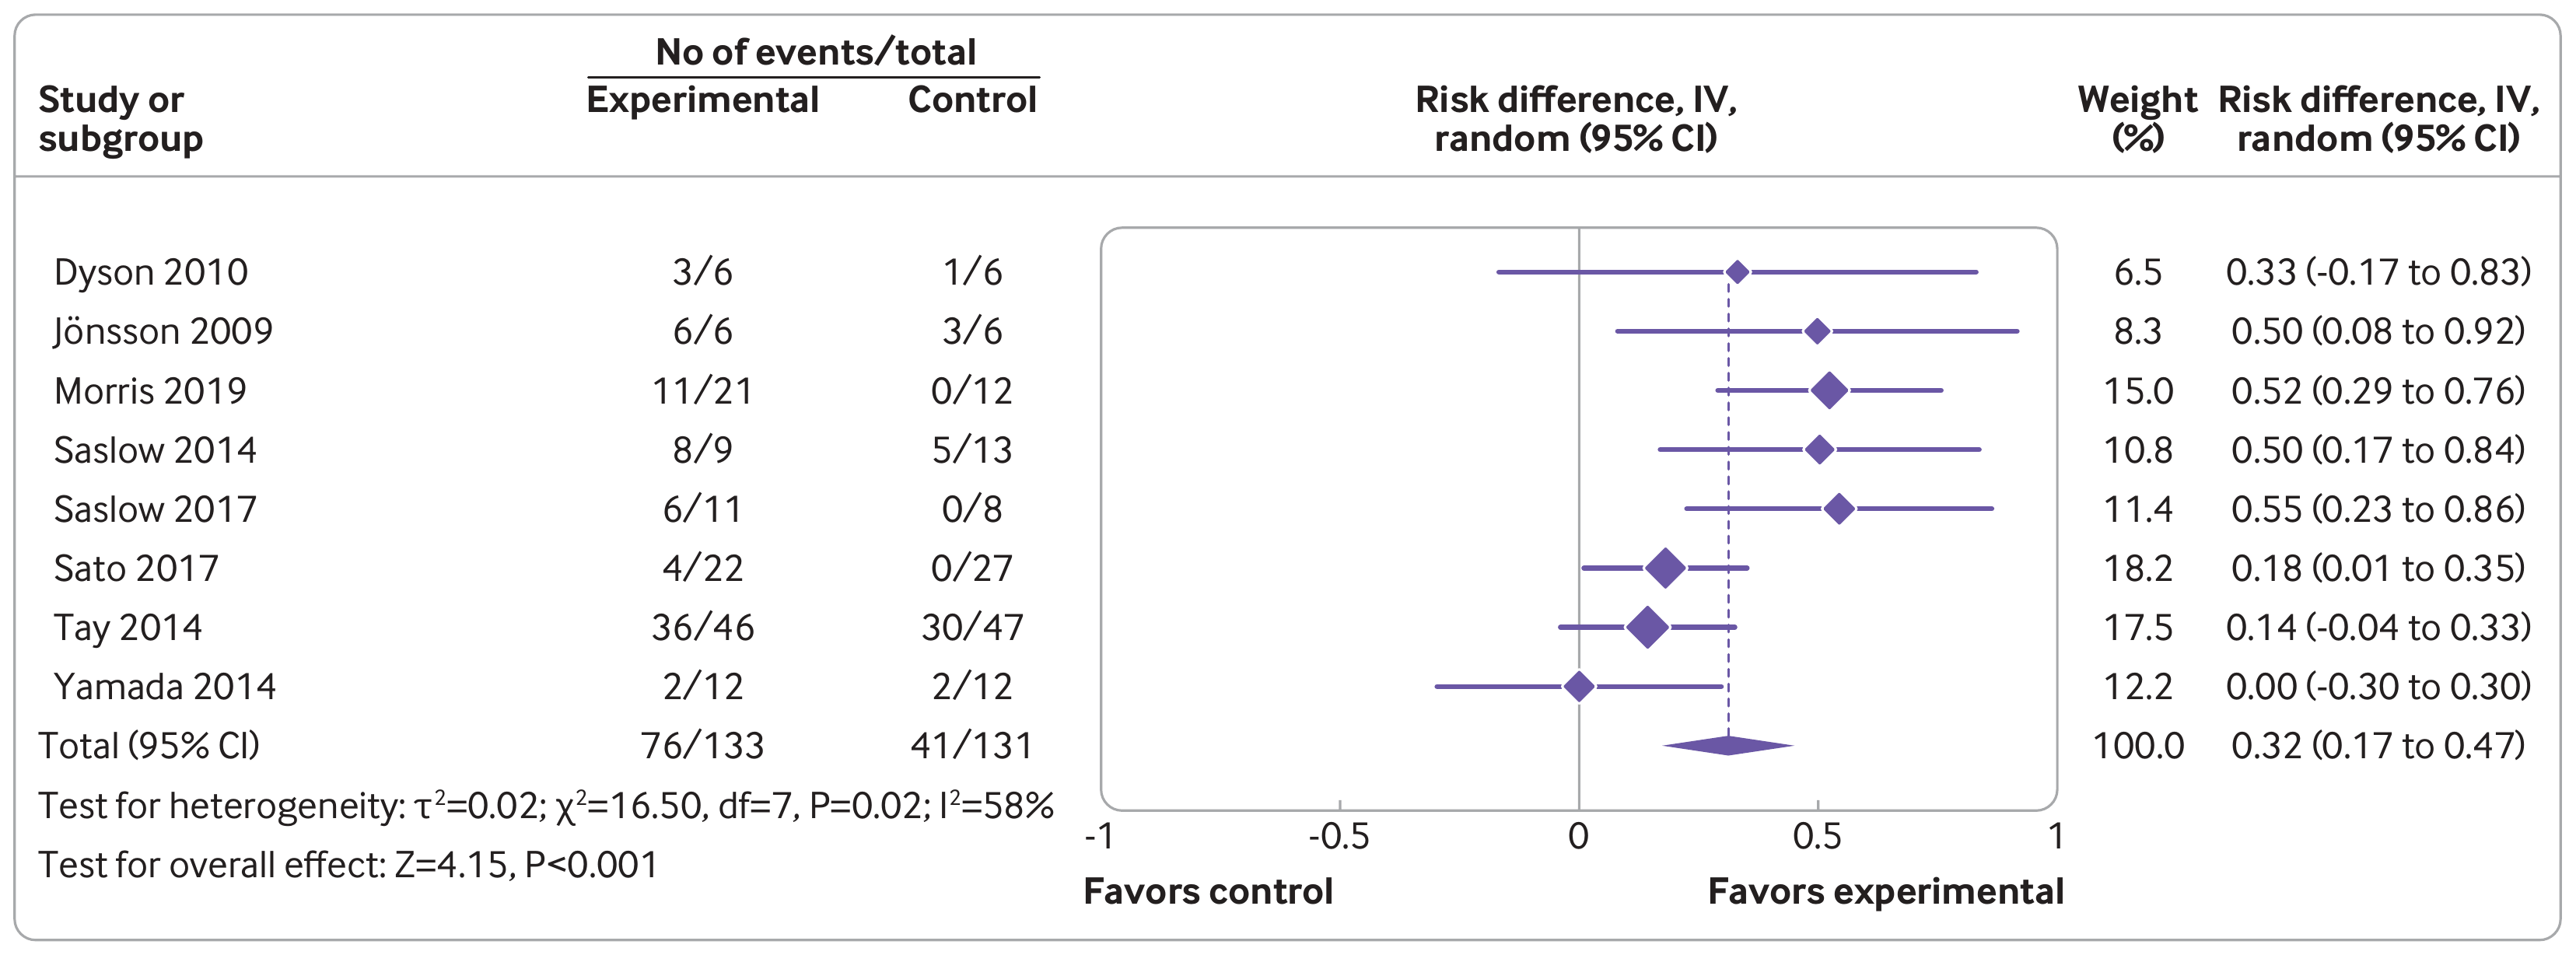 No of events/total
Study or subgroup Experimental Control Risk difference, IV, random (95% CI) Weight (%) Risk difference, IV, random (95% CI)
Dyson 2010 3/6 1/6 6.5 0.33 (-0.17 to 0.83)
Jönsson 2009 6/6 3/6 8.3 0.50 (0.08 to 0.92)
Morris 2019 11/21 0/12 15.0 0.52 (0.29 to 0.76)
Saslow 2014 8/9 5/13 10.8 0.50 (0.17 to 0.84)
Saslow 2017 6/11 0/8 11.4 0.55 (0.23 to 0.86)
Sato 2017 4/22 0/27 18.2 0.18 (0.01 to 0.35)
Tay 2014 36/46 30/47 17.5 0.14 (-0.04 to 0.33)
Yamada 2014 2/12 2/12 12.2 0.00 (-0.30 to 0.30)
Total (95% CI) 76/133 41/131 100.0 0.32 (0.17 to 0.47)
Test for heterogeneity: τ²=0.02; χ²=16.50, df=7, P=0.02; I²=58%
-1 -0.5 0 0.5 1
Test for overall effect: Z=4.15, P<0.001
Favors control Favors experimental